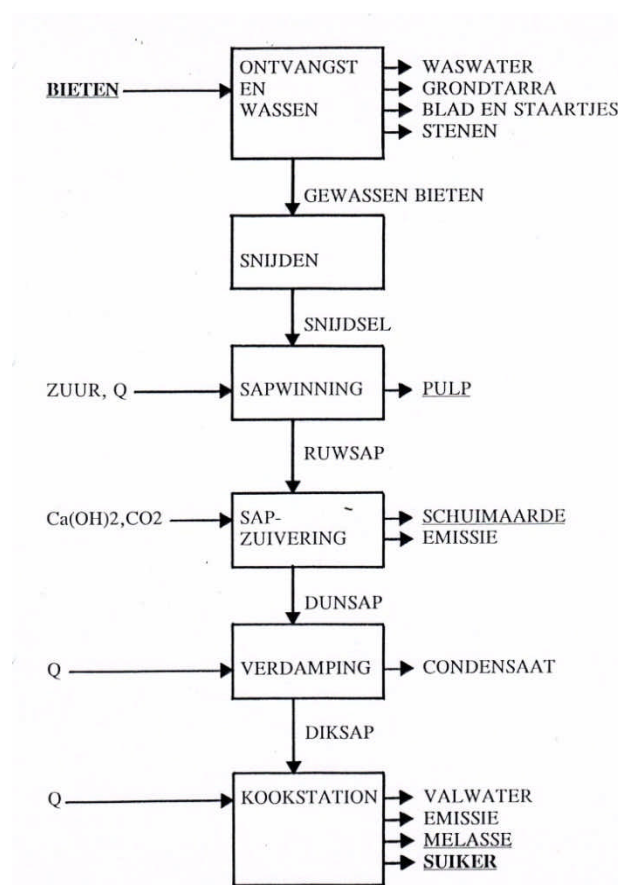 BIETEN
ONTVANGST
EN
WASSEN
WASWATER
GRONDTARRA
BLAD EN STAARTJES
STENEN
GEWASSEN BIETEN
SNIJDEN
SNIJDSEL
ZUUR, Q
SAPWINNING
PULP
RUWSAP
Ca(OH)2,CO2
SAP-
ZUIVERING
SCHUIMAARDE
EMISSIE
DUNSAP
Q
VERDAMPING
CONDENSAAT
DIKSAP
Q
KOOKSTATION
VALWATER
EMISSIE
MELASSE
SUIKER